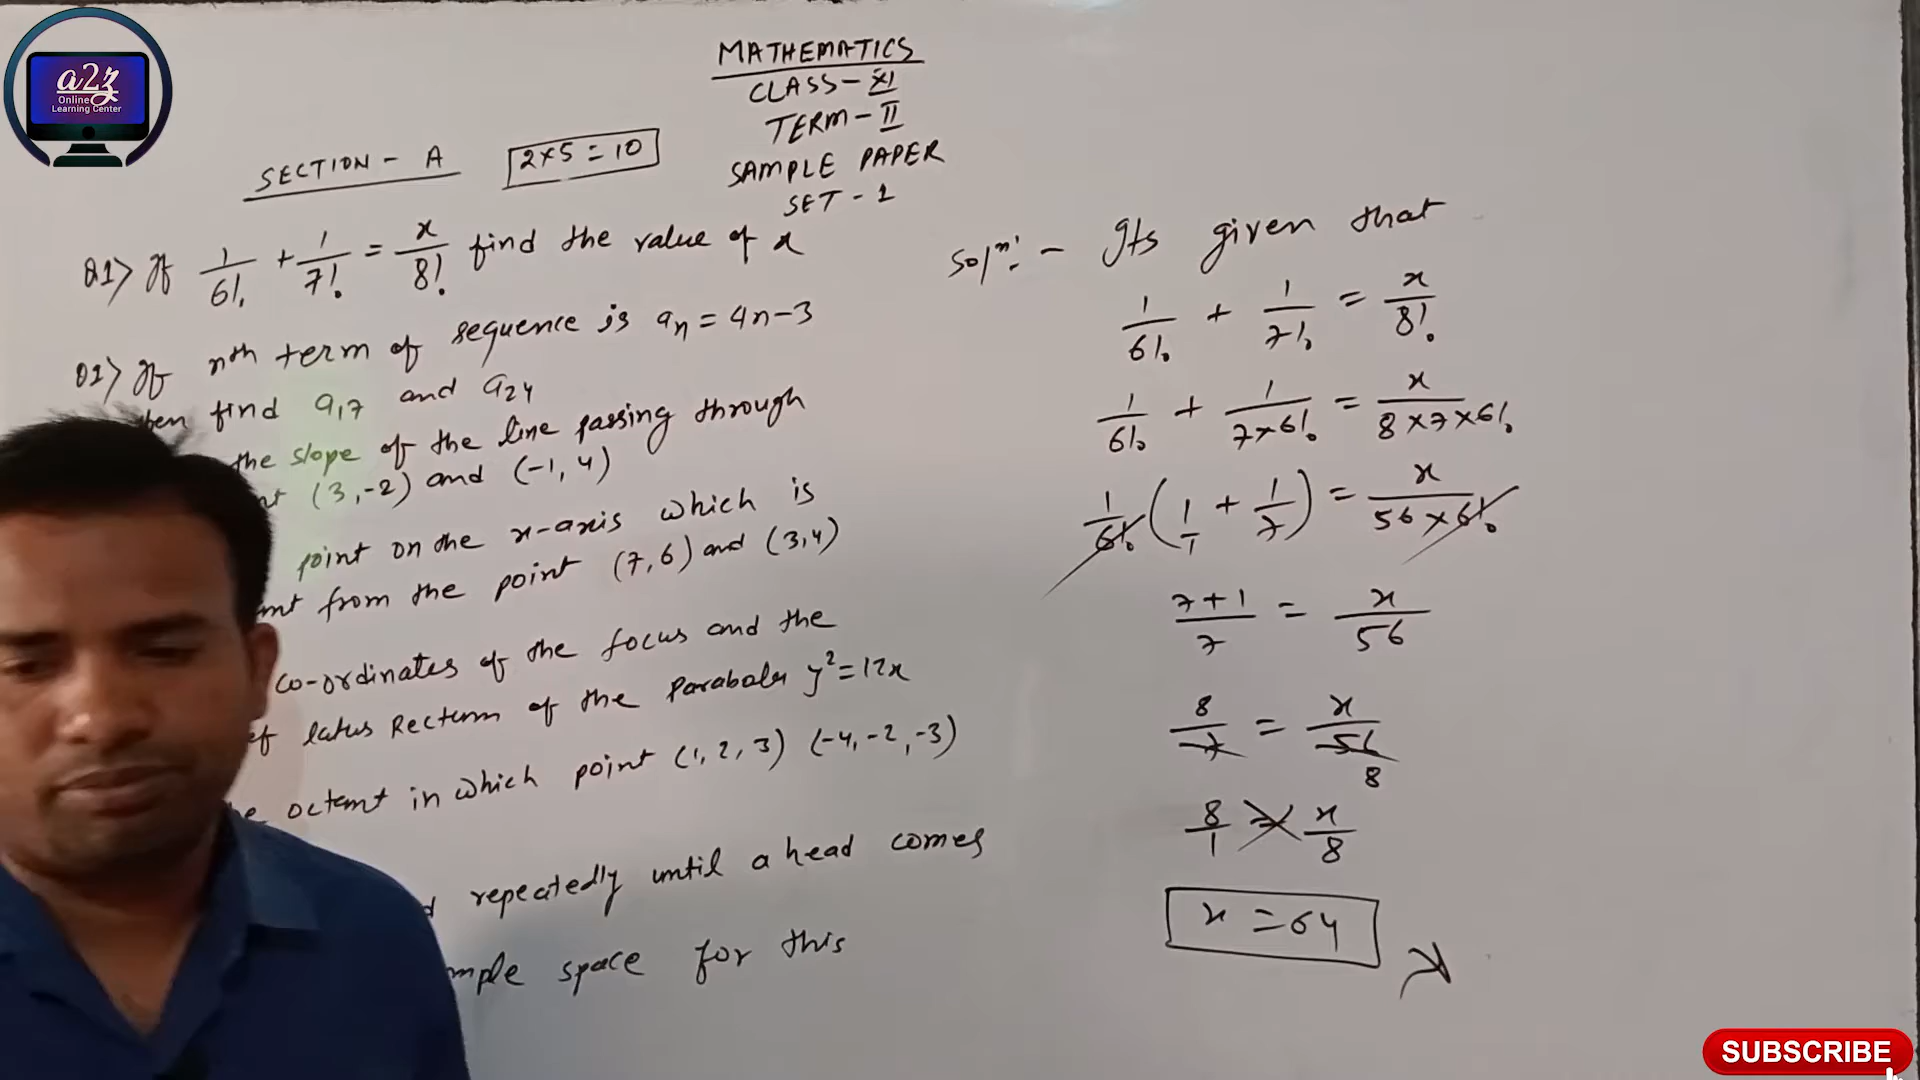 a2z
Online
Learning Center
MATHEMATICS
CLASS - XI
TERM - II
SAMPLE PAPER
SET - 1
SECTION - A 2×5 = 10
Q1> If 1/6! + 1/7! = x/8! find the value of x
Q1> If nth term of sequence is aₙ = 4n-3
then find a₁₇ and a₂₄
the slope of the line passing through
(3,-2) and (-1, 4)
point on the x-axis which is
from the point (7,6) and (3,4)
co-ordinates of the focus and the
latus Rectum of the Parabola y² = 12x
octant in which point (1, 2, 3) (-4, -2, -3)
repeatedly until a head comes
space for this
Solⁿ:- Its given that
1/6! + 1/7! = x/8!
1/6! + 1/7×6! = x/8×7×6!
1/6! (1/1 + 1/7) = x/56×6!
7+1/7 = x/56
8/7 = x/56
8
8/1 = x/8
x = 64
SUBSCRIBE